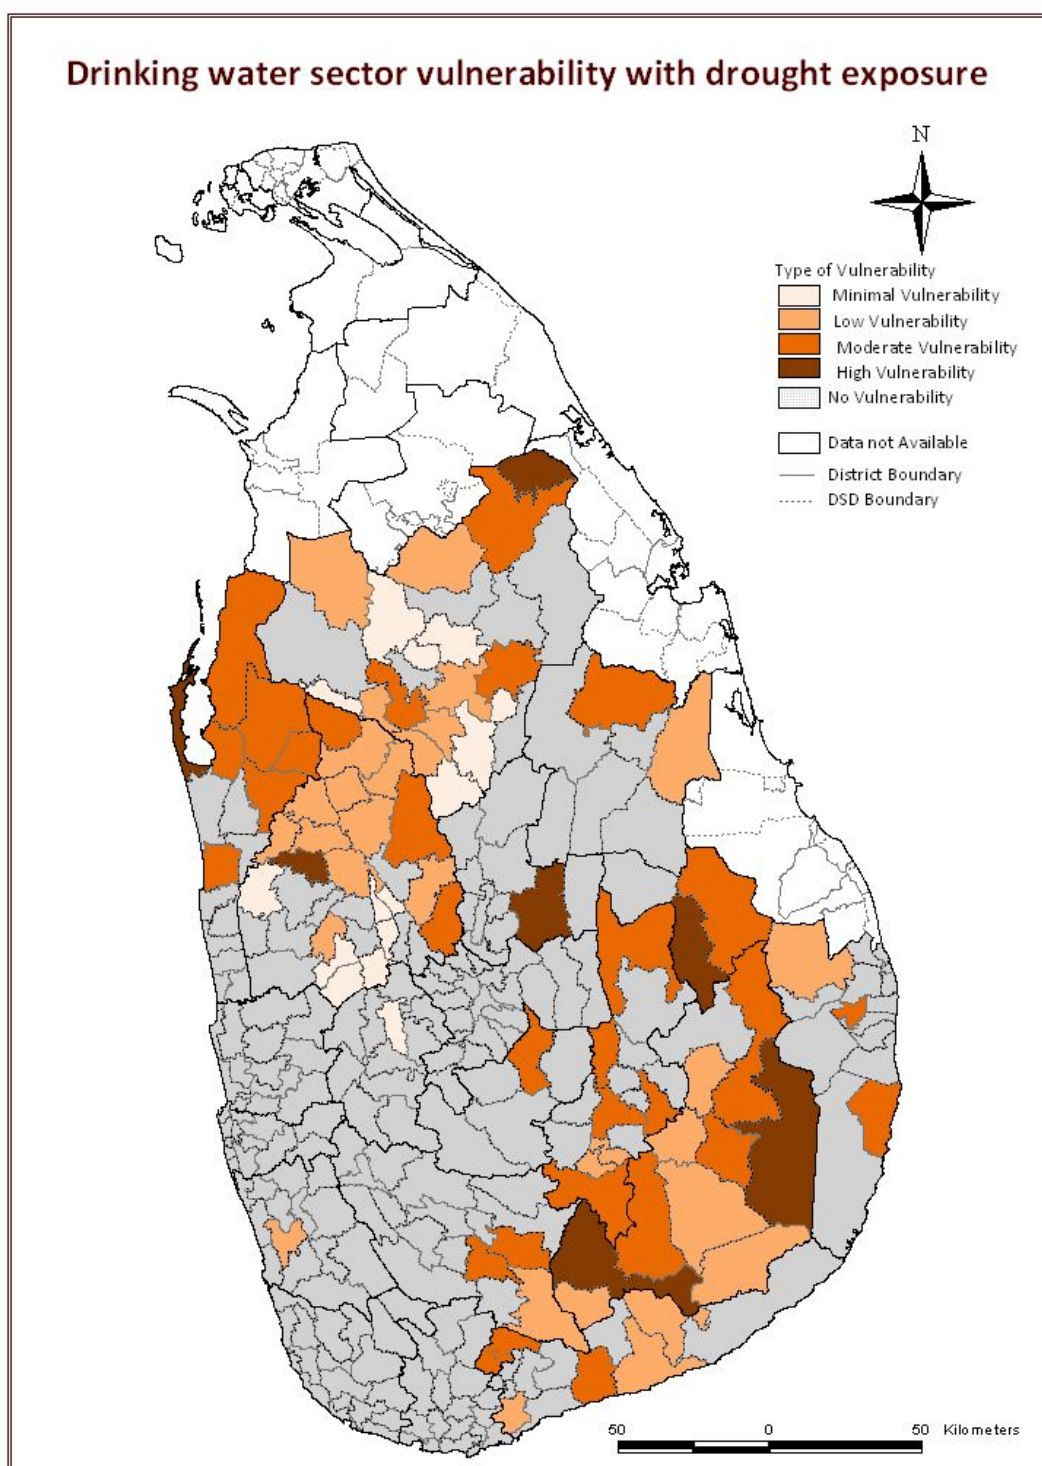 Drinking water sector vulnerability with drought exposure
N
Type of Vulnerability
Minimal Vulnerability
Low Vulnerability
Moderate Vulnerability
High Vulnerability
No Vulnerability
Data not Available
District Boundary
DSD Boundary
50 0 50 Kilometers